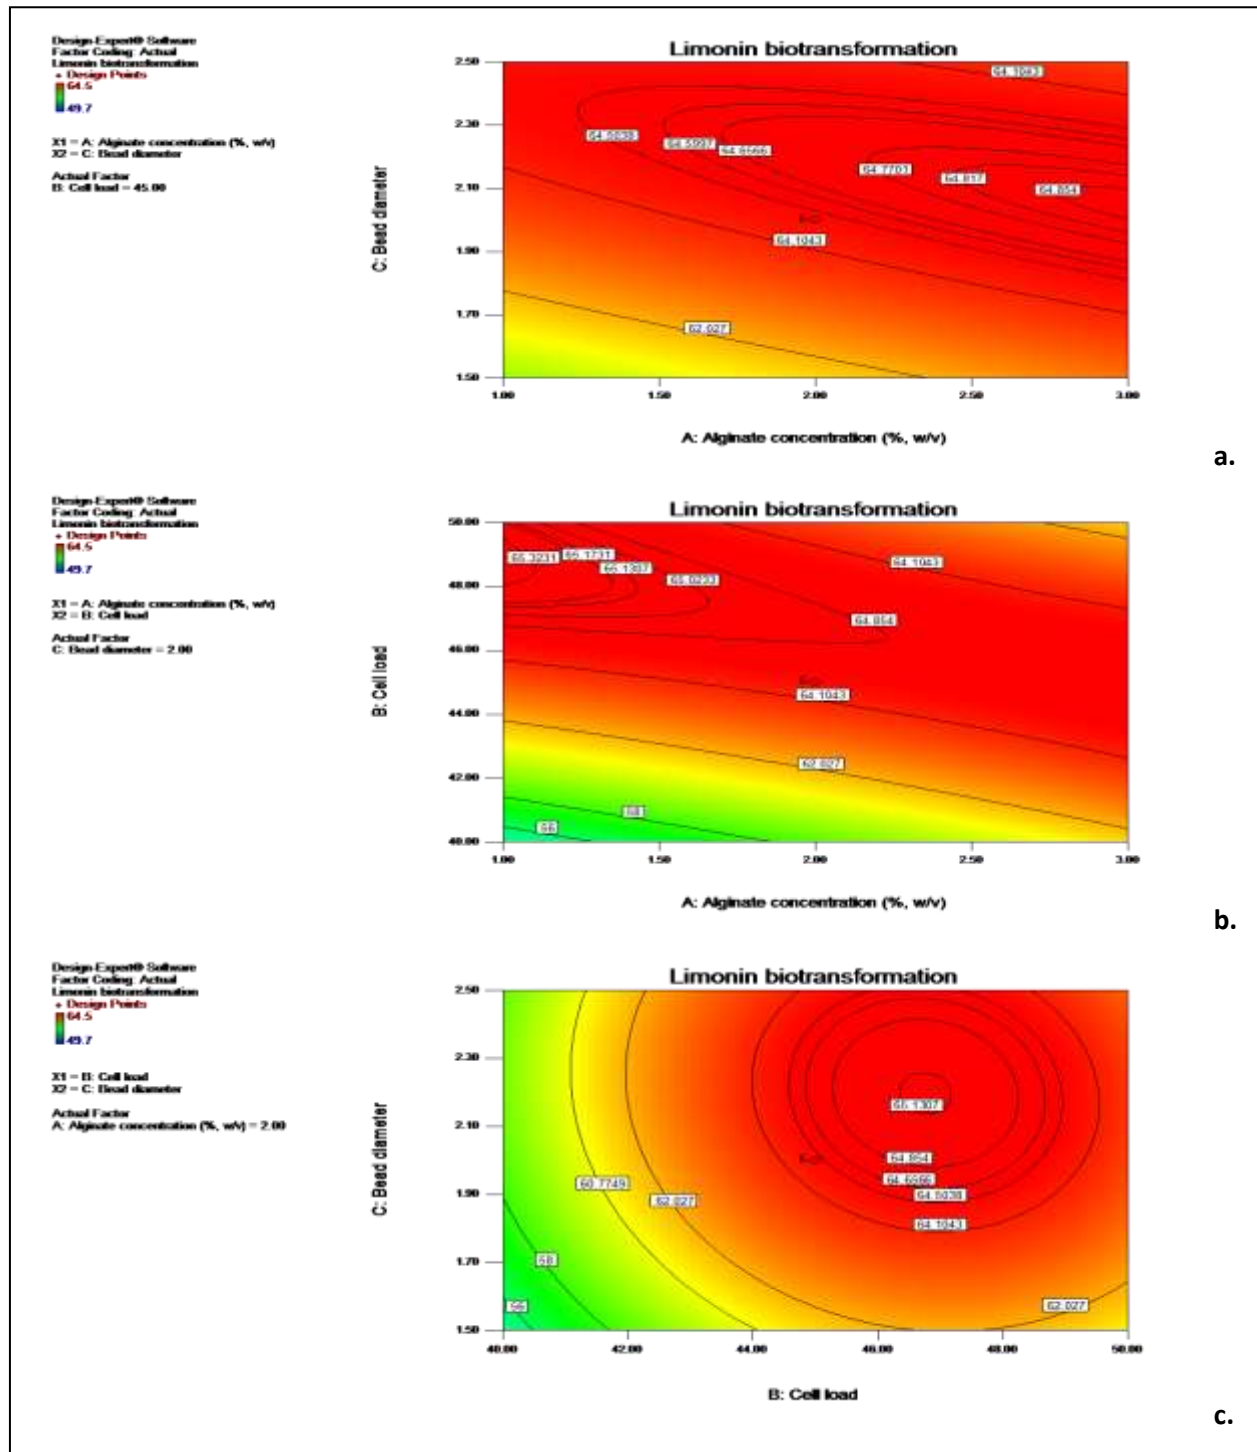 Design-Expert® Software
Factor Coding: Actual
Limonin biotransformation
Design Points
64.5
49.7
X1 = A: Alginate concentration (%, w/v)
X2 = C: Bead diameter
Actual Factor
B: Cell load = 45.00
Limonin biotransformation
2.50
2.30
2.10
1.90
1.70
1.50
C: Bead diameter
64.1043
64.5038
64.5997
64.6566
64.7703
64.817
64.854
64.1043
62.027
1.00
1.50
2.00
2.50
3.00
A: Alginate concentration (%, w/v)
a.
Design-Expert® Software
Factor Coding: Actual
Limonin biotransformation
Design Points
64.5
49.7
X1 = A: Alginate concentration (%, w/v)
X2 = B: Cell load
Actual Factor
C: Bead diameter = 2.00
Limonin biotransformation
50.00
48.00
46.00
44.00
42.00
40.00
B: Cell load
65.3231
65.1731
65.1307
65.0233
64.1043
64.854
64.1043
62.027
58
56
1.00
1.50
2.00
2.50
3.00
A: Alginate concentration (%, w/v)
b.
Design-Expert® Software
Factor Coding: Actual
Limonin biotransformation
Design Points
64.5
49.7
X1 = B: Cell load
X2 = C: Bead diameter
Actual Factor
A: Alginate concentration (%, w/v) = 2.00
Limonin biotransformation
2.50
2.30
2.10
1.90
1.70
1.50
C: Bead diameter
65.1307
64.854
64.6566
64.5038
64.1043
60.7749
62.027
58
56
62.027
40.00
42.00
44.00
46.00
48.00
50.00
B: Cell load
c.